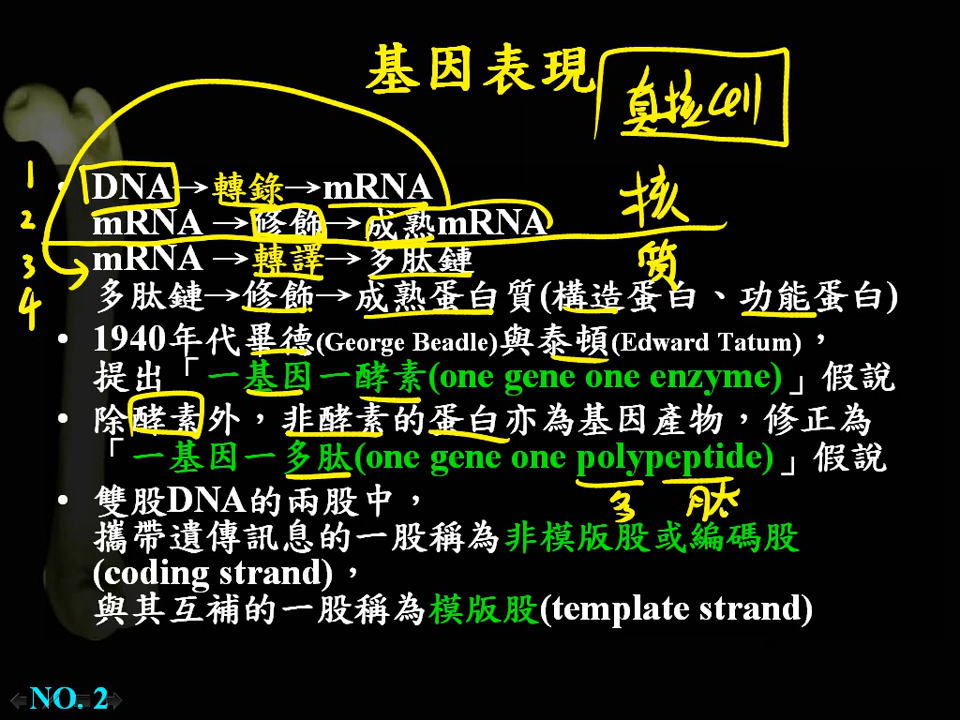 基因表現
真核cell
1 • DNA→轉錄→mRNA 核
2 mRNA →修飾→成熟mRNA
3 mRNA →轉譯→多肽鏈 質
4 多肽鏈→修飾→成熟蛋白質(構造蛋白、功能蛋白)
• 1940年代畢德(George Beadle)與泰頓(Edward Tatum)，
提出「一基因一酵素(one gene one enzyme)」假說
• 除酵素外，非酵素的蛋白亦為基因產物，修正為
「一基因一多肽(one gene one polypeptide)」假說
多 肽
• 雙股DNA的兩股中，
攜帶遺傳訊息的一股稱為非模版股或編碼股
(coding strand)，
與其互補的一股稱為模版股(template strand)
NO. 2